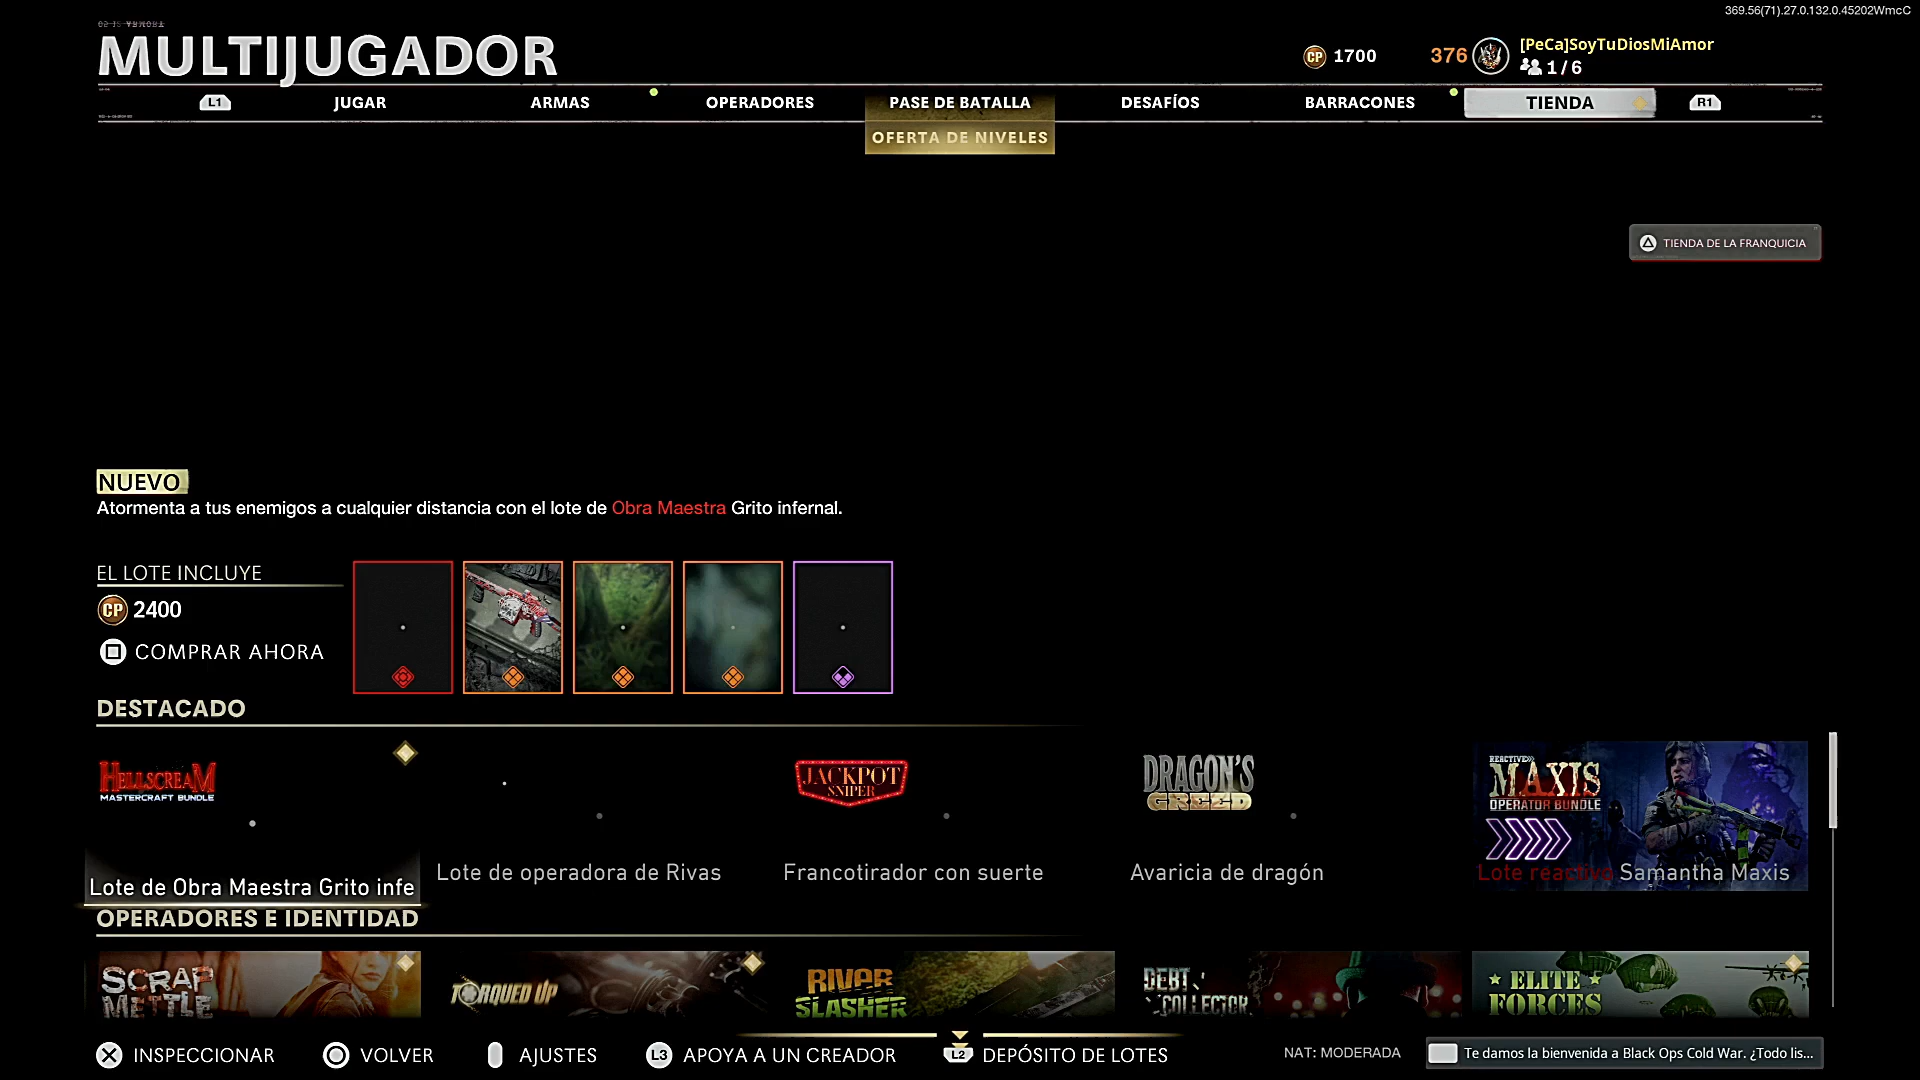 369.56(71).27.0.132.0.45202WmcC
MULTIJUGADOR
CP 1700
376
[PeCa]SoyTuDiosMiAmor
1/6
L1 JUGAR ARMAS OPERADORES PASE DE BATALLA DESAFÍOS BARRACONES TIENDA R1
OFERTA DE NIVELES
TIENDA DE LA FRANQUICIA
NUEVO
Atormenta a tus enemigos a cualquier distancia con el lote de Obra Maestra Grito infernal.
EL LOTE INCLUYE
CP 2400
COMPRAR AHORA
DESTACADO
HELLSCREAM
MASTERCRAFT BUNDLE
Lote de Obra Maestra Grito infe
Lote de operadora de Rivas
JACKPOT
SNIPER
Francotirador con suerte
DRAGON'S
GREED
Avaricia de dragón
REACTIVE
MAXIS
OPERATOR BUNDLE
Lote reactivo Samantha Maxis
OPERADORES E IDENTIDAD
SCRAP
METTLE
TORQUED UP
RIVER
SLASHER
DEBT
COLLECTOR
ELITE
FORCES
INSPECCIONAR
VOLVER
AJUSTES
L3 APOYA A UN CREADOR
L2 DEPÓSITO DE LOTES
NAT: MODERADA
Te damos la bienvenida a Black Ops Cold War. ¿Todo lis...